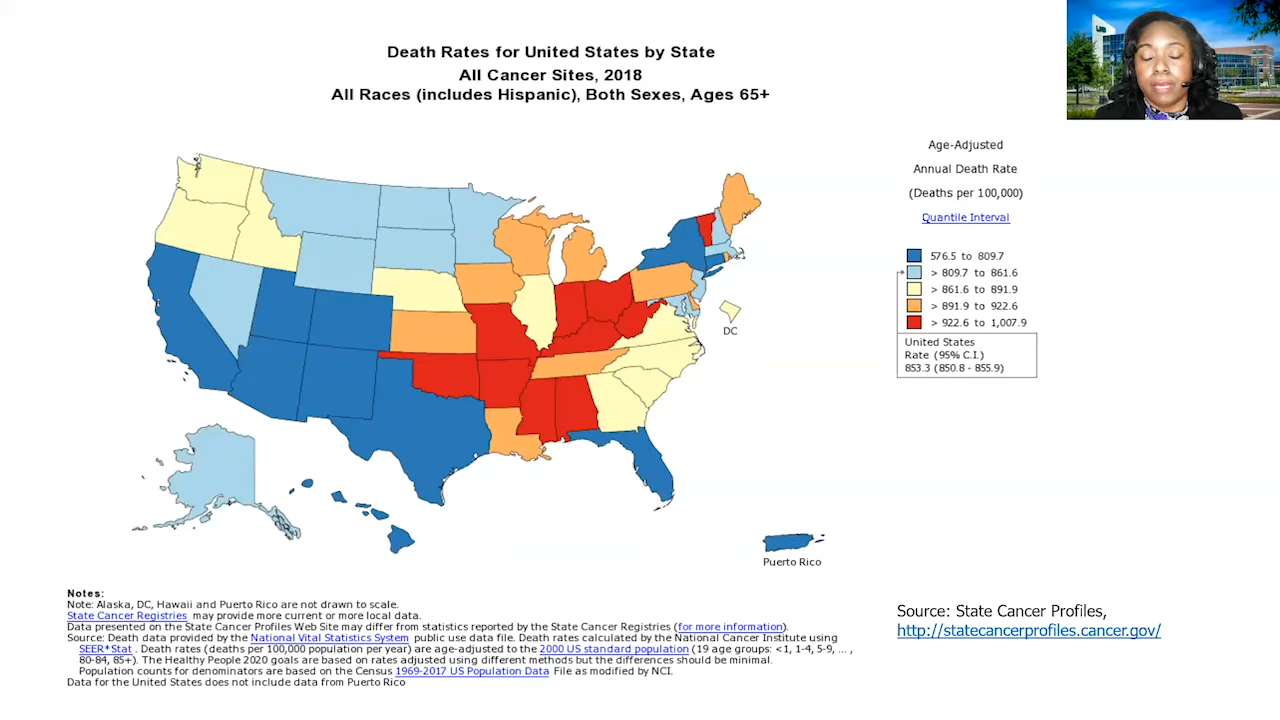 Death Rates for United States by State
All Cancer Sites, 2018
All Races (includes Hispanic), Both Sexes, Ages 65+
Age-Adjusted
Annual Death Rate
(Deaths per 100,000)
Quantile Interval
576.5 to 809.7
> 809.7 to 861.6
> 861.6 to 891.9
> 891.9 to 922.6
> 922.6 to 1,007.9
United States
Rate (95% C.I.)
853.3 (850.8 - 855.9)
DC
Puerto Rico
Notes:
Note: Alaska, DC, Hawaii and Puerto Rico are not drawn to scale.
State Cancer Registries may provide more current or more local data.
Data presented on the State Cancer Profiles Web Site may differ from statistics reported by the State Cancer Registries (for more information).
Source: Death data provided by the National Vital Statistics System public use data file. Death rates calculated by the National Cancer Institute using
SEER*Stat . Death rates (deaths per 100,000 population per year) are age-adjusted to the 2000 US standard population (19 age groups: <1, 1-4, 5-9, ... ,
80-84, 85+). The Healthy People 2020 goals are based on rates adjusted using different methods but the differences should be minimal.
Population counts for denominators are based on the Census 1969-2017 US Population Data File as modified by NCI.
Data for the United States does not include data from Puerto Rico
Source: State Cancer Profiles,
http://statecancerprofiles.cancer.gov/